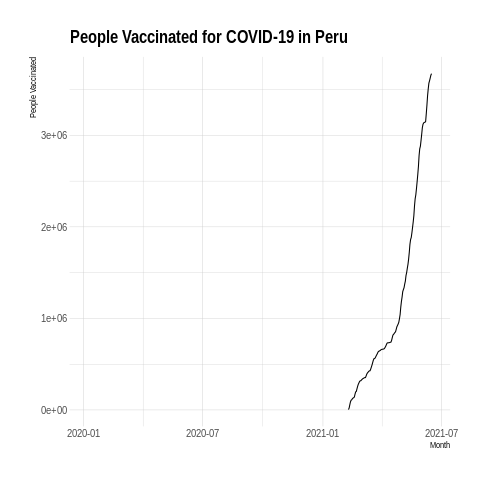 People Vaccinated for COVID-19 in Peru
People Vaccinated
3e+06
2e+06
1e+06
0e+00
2020-01 2020-07 2021-01 2021-07
Month